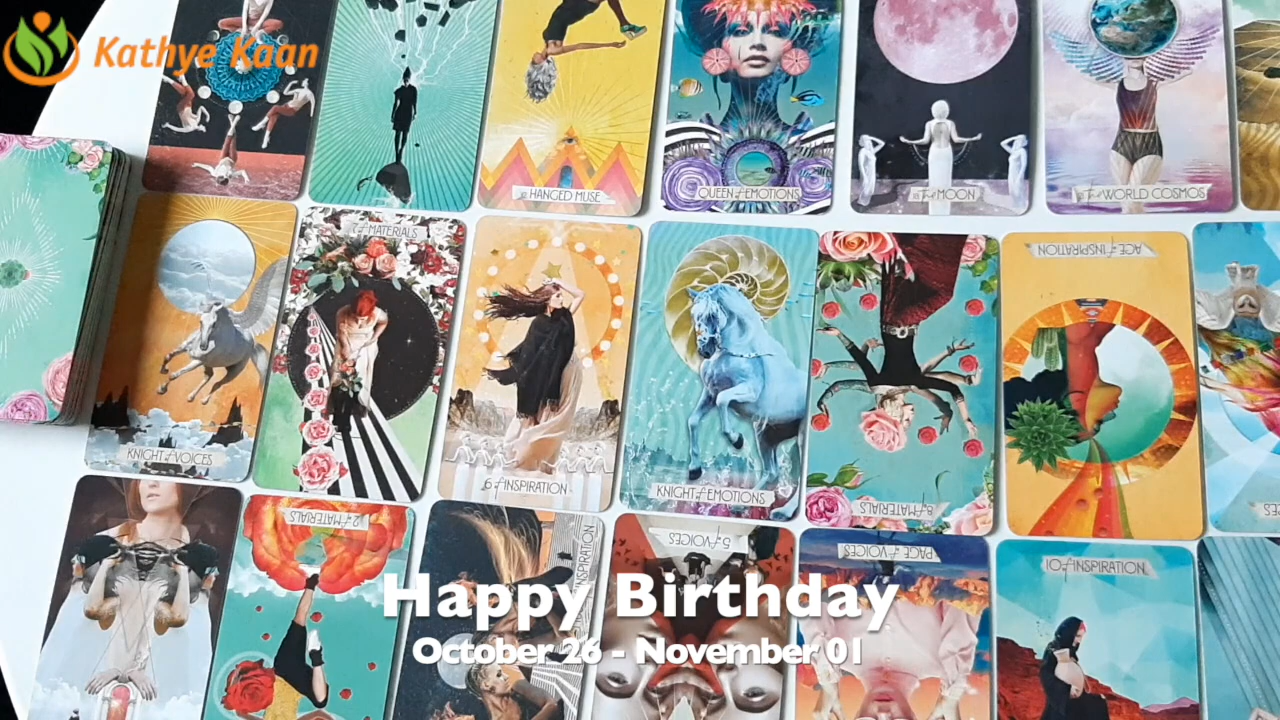 Kathye Kaan
HANGED MUSE
QUEEN of EMOTIONS
The MOON
The WORLD COSMOS
KNIGHT of VOICES
7 of MATERIALS
6 of INSPIRATION
KNIGHT of EMOTIONS
8 of MATERIALS
ACE of INSPIRATION
2 of MATERIALS
INSPIRATION
5 of VOICES
PAGE of VOICES
10 of INSPIRATION
Happy Birthday
October 26 - November 01